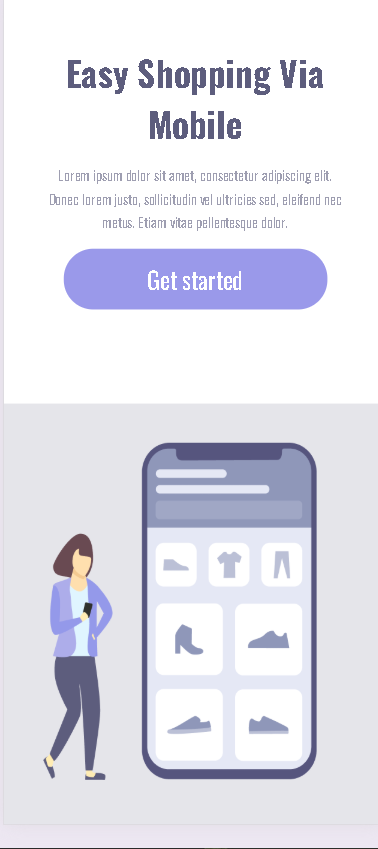 Easy Shopping Via
Mobile
Lorem ipsum dolor sit amet, consectetur adipiscing elit.
Donec lorem justo, sollicitudin vel ultricies sed, eleifend nec
metus. Etiam vitae pellentesque dolor.
Get started